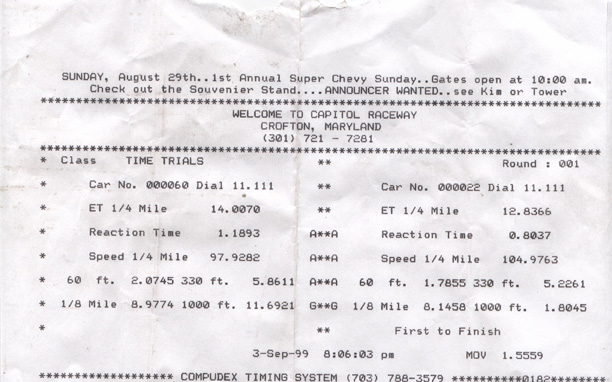 SUNDAY, August 29th..1st Annual Super Chevy Sunday..Gates open at 10:00 am.
Check out the Souvenier Stand....ANNOUNCER WANTED..see Kim or Tower
******************************************************************************
WELCOME TO CAPITOL RACEWAY
CROFTON, MARYLAND
(301) 721 - 7281
******************************************************************************
* Class TIME TRIALS ** Round : 001
* Car No. 000060 Dial 11.111 ** Car No. 000022 Dial 11.111
* ET 1/4 Mile 14.0070 ** ET 1/4 Mile 12.8366
* Reaction Time 1.1893 A**A Reaction Time 0.8037
* Speed 1/4 Mile 97.9282 A**A Speed 1/4 Mile 104.9763
* 60 ft. 2.0745 330 ft. 5.8611 A**A 60 ft. 1.7855 330 ft. 5.2261
* 1/8 Mile 8.9774 1000 ft. 11.6921 G**G 1/8 Mile 8.1458 1000 ft. 1.8045
* ** First to Finish
3-Sep-99 8:06:03 pm MOV 1.5559
****************** COMPUDEX TIMING SYSTEM (703) 788-3579 **********0182*******